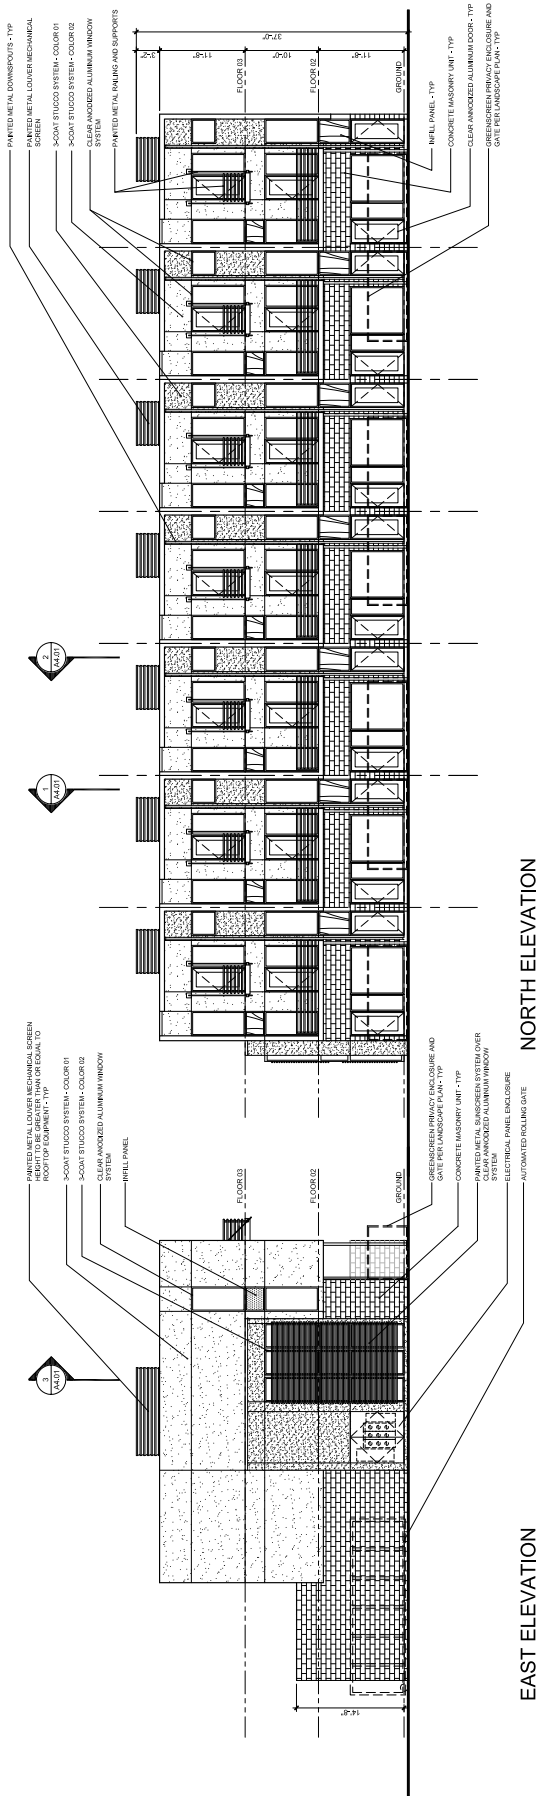 PAINTED METAL LOUVER MECHANICAL SCREEN
HEIGHT TO BE GREATER THAN OR EQUAL TO
ROOFTOP EQUIPMENT - TYP
3-COAT STUCCO SYSTEM - COLOR 01
3-COAT STUCCO SYSTEM - COLOR 02
CLEAR ANODIZED ALUMINUM WINDOW
SYSTEM
INFILL PANEL
3
A4.01
FLOOR 03
FLOOR 02
GROUND
14'-8"
GREENSCREEN PRIVACY ENCLOSURE AND
GATE PER LANDSCAPE PLAN - TYP
CONCRETE MASONRY UNIT - TYP
PAINTED METAL SUNSCREEN SYSTEM OVER
CLEAR ANNODIZED ALUMINUM WINDOW
SYSTEM
ELECTRICAL PANEL ENCLOSURE
AUTOMATED ROLLING GATE
EAST ELEVATION
PAINTED METAL DOWNSPOUTS - TYP
PAINTED METAL LOUVER MECHANICAL
SCREEN
3-COAT STUCCO SYSTEM - COLOR 01
3-COAT STUCCO SYSTEM - COLOR 02
CLEAR ANODIZED ALUMINUM WINDOW
SYSTEM
PAINTED METAL RAILING AND SUPPORTS
1
A4.01
2
A4.01
3'-2"
11'-8"
10'-0"
11'-8"
37'-0"
FLOOR 03
FLOOR 02
GROUND
INFILL PANEL - TYP
CONCRETE MASONRY UNIT - TYP
CLEAR ANODIZED ALUMINUM DOOR - TYP
GREENSCREEN PRIVACY ENCLOSURE AND
GATE PER LANDSCAPE PLAN - TYP
NORTH ELEVATION